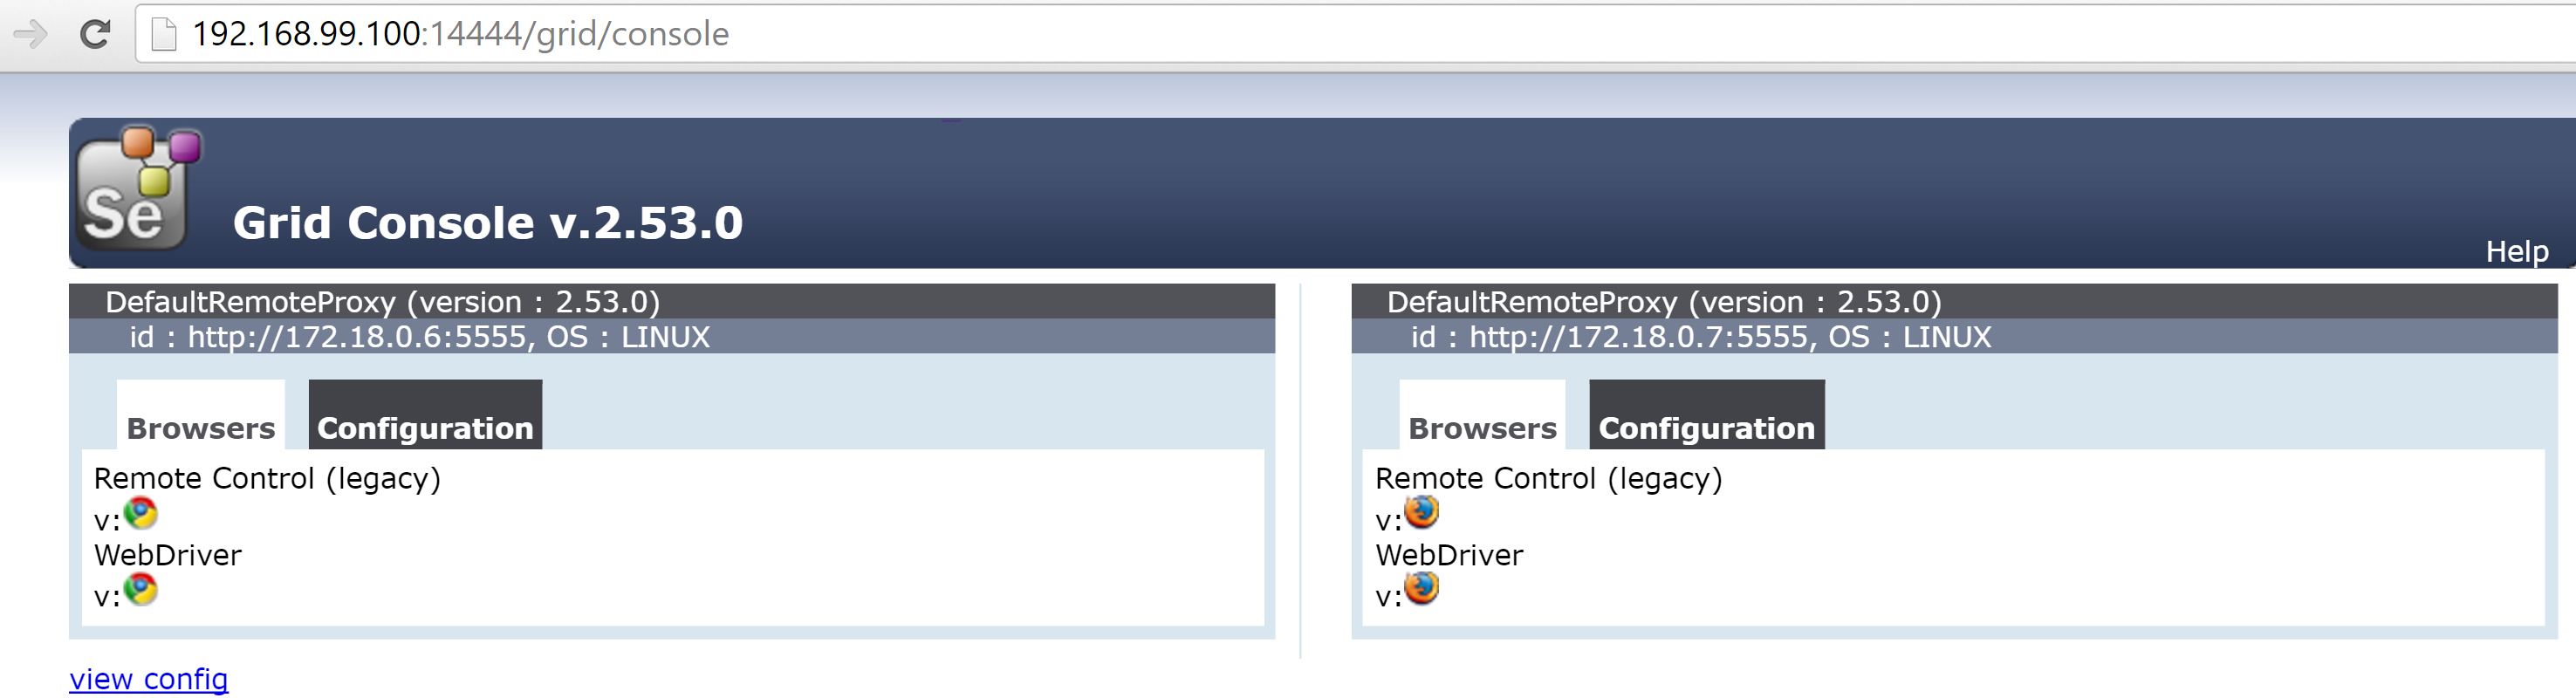 192.168.99.100:14444/grid/console
Se
Grid Console v.2.53.0
Help
DefaultRemoteProxy (version : 2.53.0)
id : http://172.18.0.6:5555, OS : LINUX
Browsers Configuration
Remote Control (legacy)
v:
WebDriver
v:
DefaultRemoteProxy (version : 2.53.0)
id : http://172.18.0.7:5555, OS : LINUX
Browsers Configuration
Remote Control (legacy)
v:
WebDriver
v:
view config